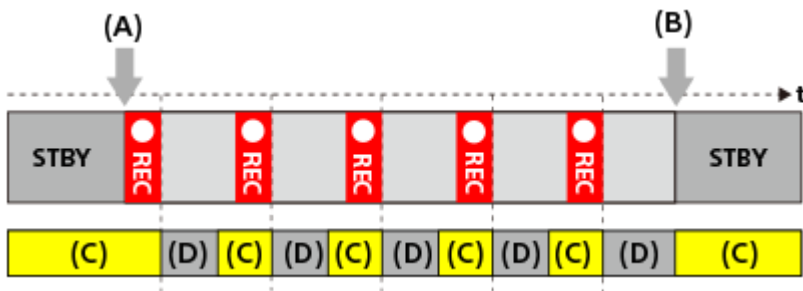 (A) (B)
t
STBY REC REC REC REC REC STBY
(C) (D) (C) (D) (C) (D) (C) (D) (C) (D) (C)